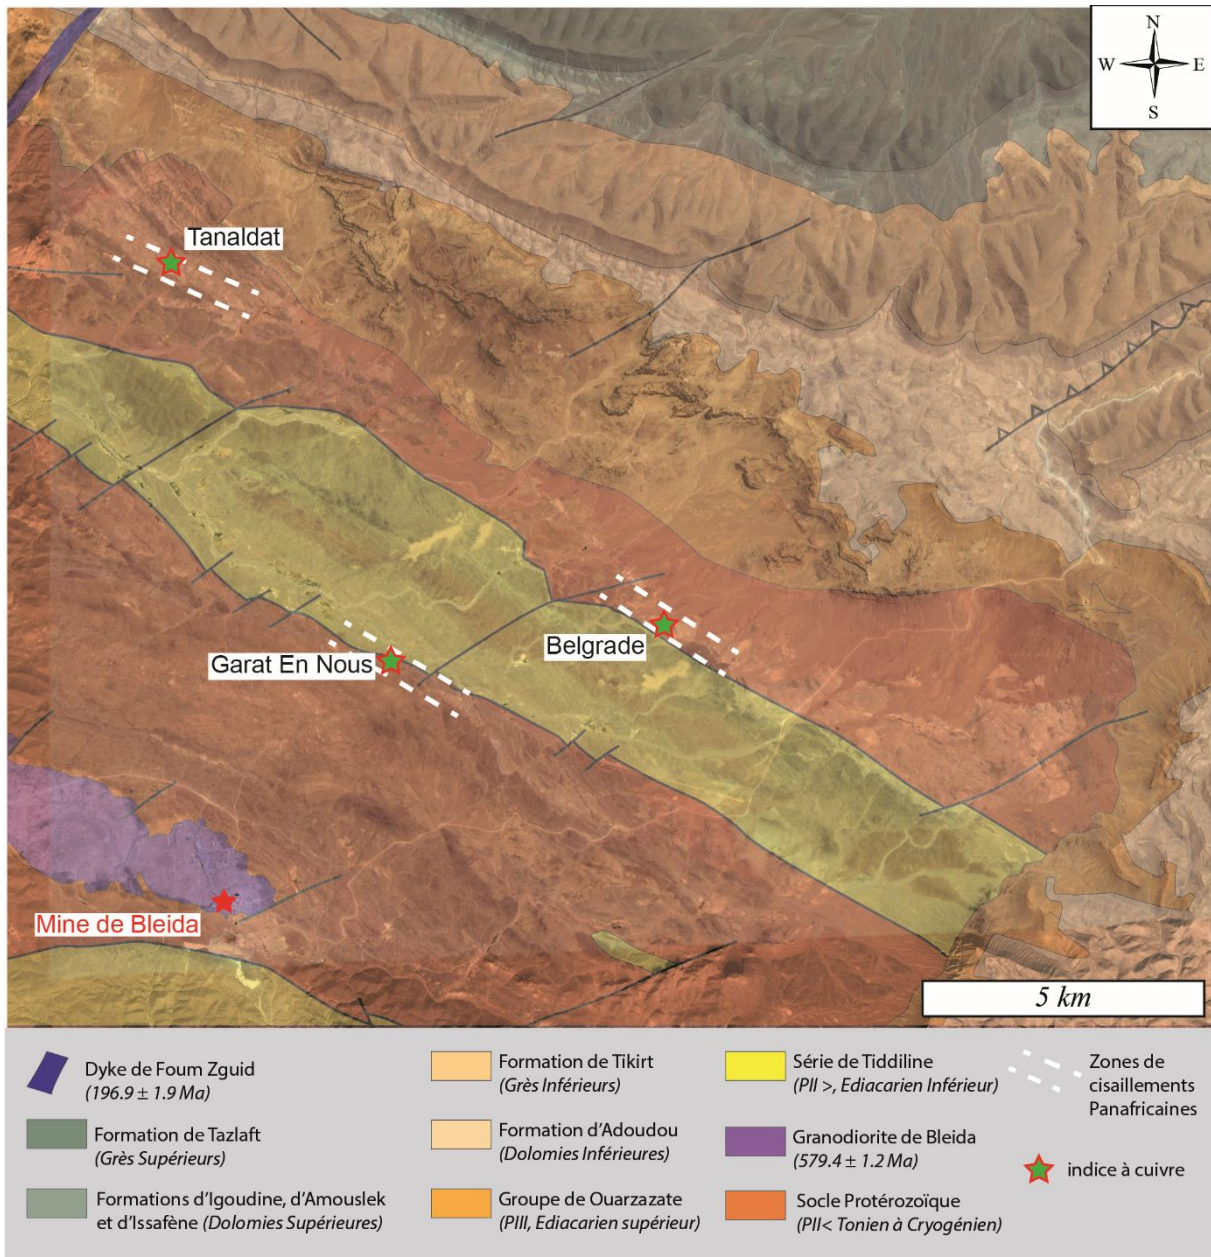 N
W E
S
Tanaldat
Belgrade
Garat En Nous
Mine de Bleida
5 km
Dyke de Foum Zguid
(196.9 ± 1.9 Ma)
Formation de Tazlaft
(Grès Supérieurs)
Formations d'Igoudine, d'Amouslek
et d'Issafène (Dolomies Supérieures)
Formation de Tikirt
(Grès Inférieurs)
Formation d'Adoudou
(Dolomies Inférieures)
Groupe de Ouarzazate
(PIII, Ediacarien supérieur)
Série de Tiddiline
(PII >, Ediacarien Inférieur)
Granodiorite de Bleida
(579.4 ± 1.2 Ma)
Socle Protérozoïque
(PII< Tonien à Cryogénien)
Zones de
cisaillements
Panafricaines
indice à cuivre